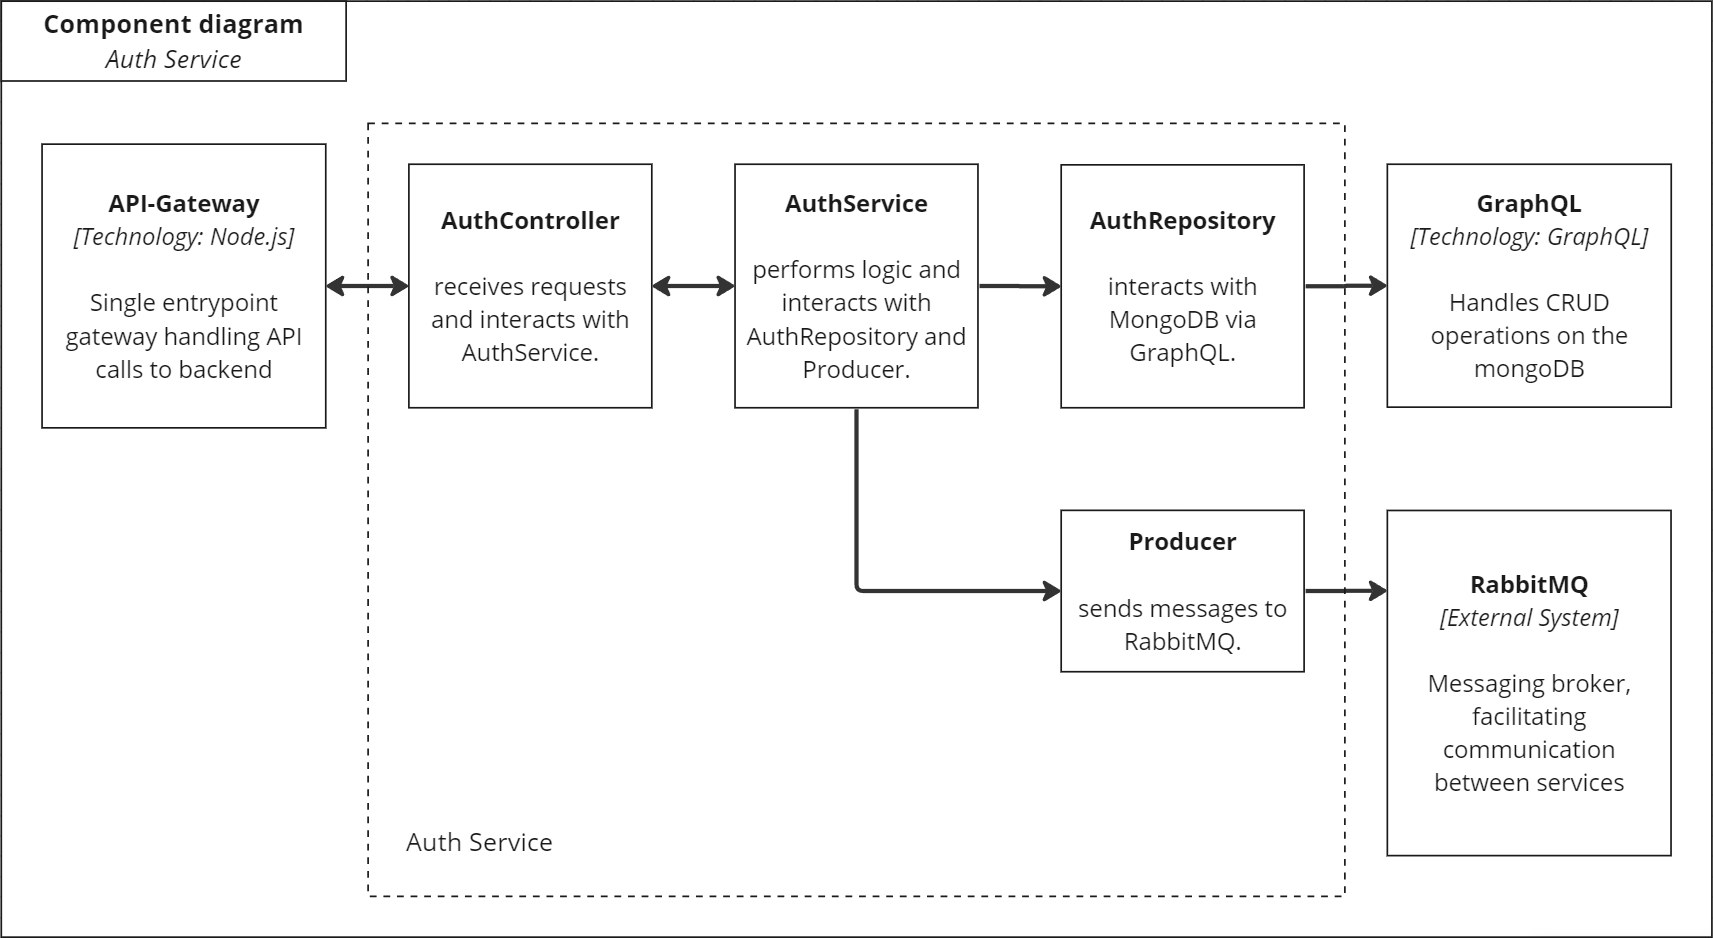 Component diagram
Auth Service
API-Gateway
[Technology: Node.js]
Single entrypoint
gateway handling API
calls to backend
AuthController
receives requests
and interacts with
AuthService.
AuthService
performs logic and
interacts with
AuthRepository and
Producer.
AuthRepository
interacts with
MongoDB via
GraphQL.
GraphQL
[Technology: GraphQL]
Handles CRUD
operations on the
mongoDB
Producer
sends messages to
RabbitMQ.
RabbitMQ
[External System]
Messaging broker,
facilitating
communication
between services
Auth Service